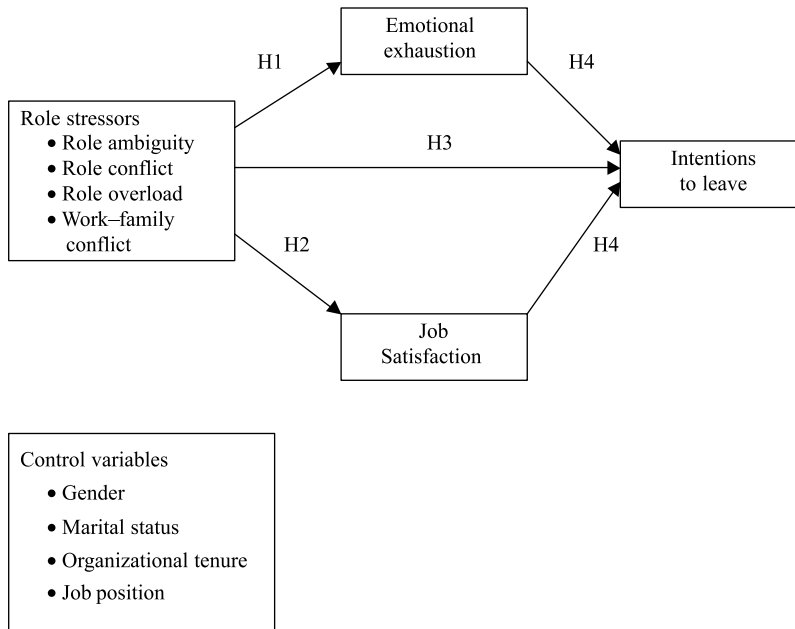 Emotional
exhaustion
H1
H4
Role stressors
• Role ambiguity
• Role conflict
• Role overload
• Work–family
conflict
H3
Intentions
to leave
H2
H4
Job
Satisfaction
Control variables
• Gender
• Marital status
• Organizational tenure
• Job position